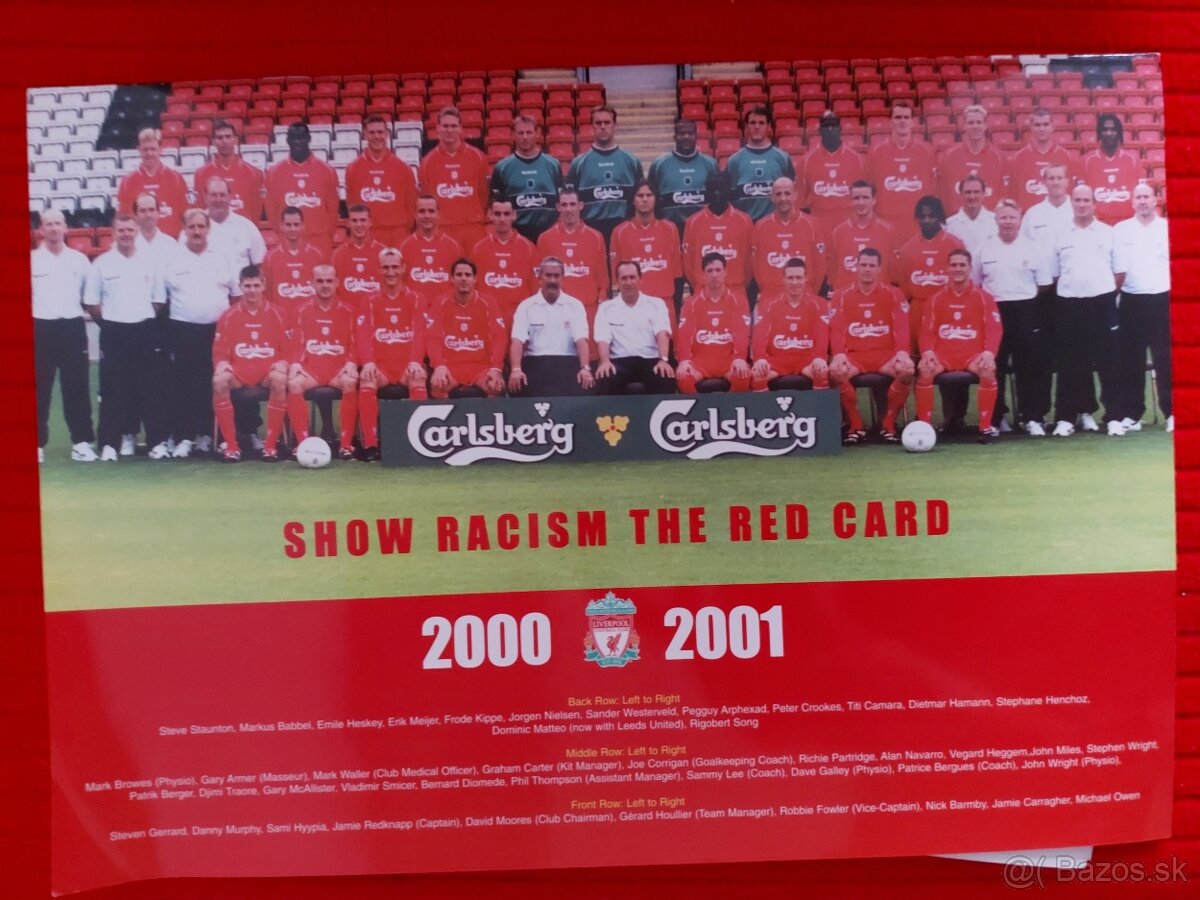 Carlsberg Carlsberg
SHOW RACISM THE RED CARD
2000 LIVERPOOL 2001
Back Row: Left to Right
Steve Staunton, Markus Babbel, Emile Heskey, Erik Meijer, Frode Kippe, Jorgen Nielsen, Sander Westerveld, Pegguy Arphexad, Peter Crookes, Titi Camara, Dietmar Hamann, Stephane Henchoz,
Dominic Matteo (now with Leeds United), Rigobert Song
Middle Row: Left to Right
Mark Browes (Physio), Gary Armer (Masseur), Mark Waller (Club Medical Officer), Graham Carter (Kit Manager), Joe Corrigan (Goalkeeping Coach), Richie Partridge, Alan Navarro, Vegard Heggem,John Miles, Stephen Wright,
Patrik Berger, Djimi Traore, Gary McAllister, Vladimir Smicer, Bernard Diomede, Phil Thompson (Assistant Manager), Sammy Lee (Coach), Dave Galley (Physio), Patrice Bergues (Coach), John Wright (Physio),
Front Row: Left to Right
Steven Gerrard, Danny Murphy, Sami Hyypia, Jamie Redknapp (Captain), David Moores (Club Chairman), Gérard Houllier (Team Manager), Robbie Fowler (Vice-Captain), Nick Barmby, Jamie Carragher, Michael Owen
@( Bazos.sk